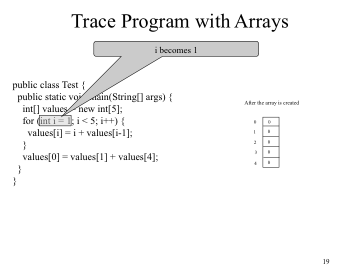 Trace Program with Arrays
i becomes 1
public class Test {
public static void main(String[] args) {
int[] values = new int[5];
for (int i = 1; i < 5; i++) {
values[i] = i + values[i-1];
}
values[0] = values[1] + values[4];
}
}
After the array is created
0 0
1 0
2 0
3 0
4 0
19